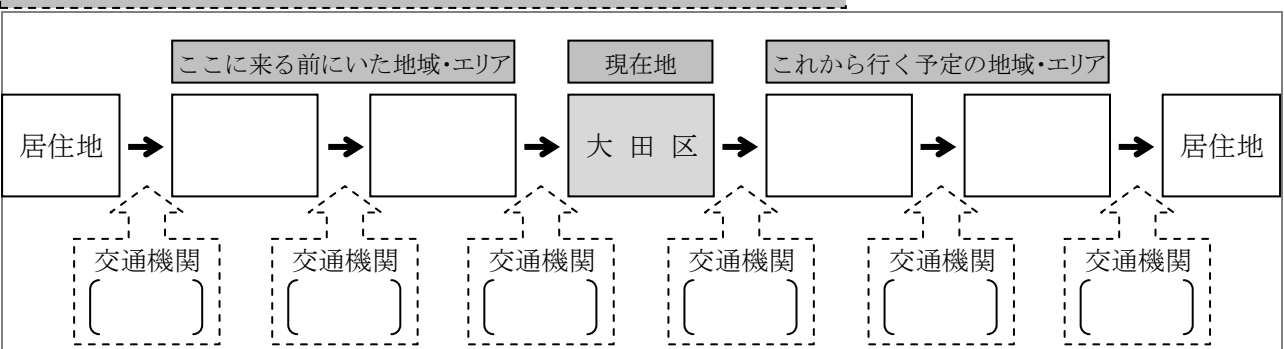 ここに来る前にいた地域・エリア 現在地 これから行く予定の地域・エリア
居住地 大田区 居住地
交通機関 交通機関 交通機関 交通機関 交通機関 交通機関